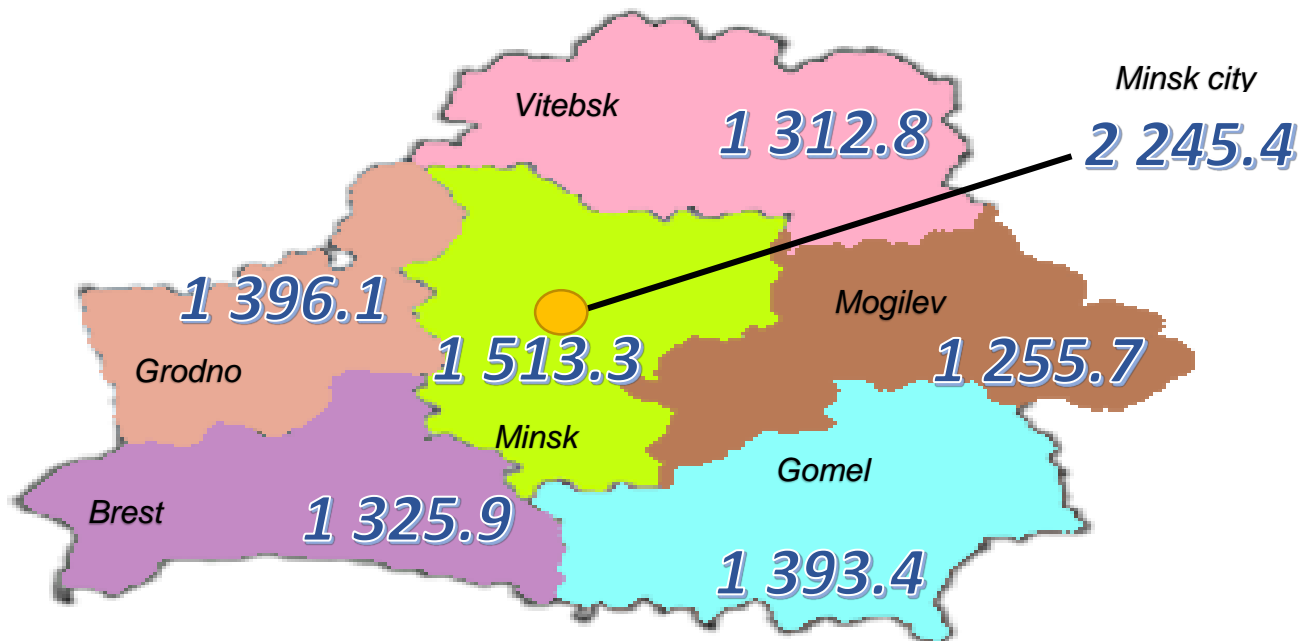 Minsk city
2 245.4
Vitebsk
1 312.8
Grodno
1 396.1
Minsk
1 513.3
Mogilev
1 255.7
Brest
1 325.9
Gomel
1 393.4